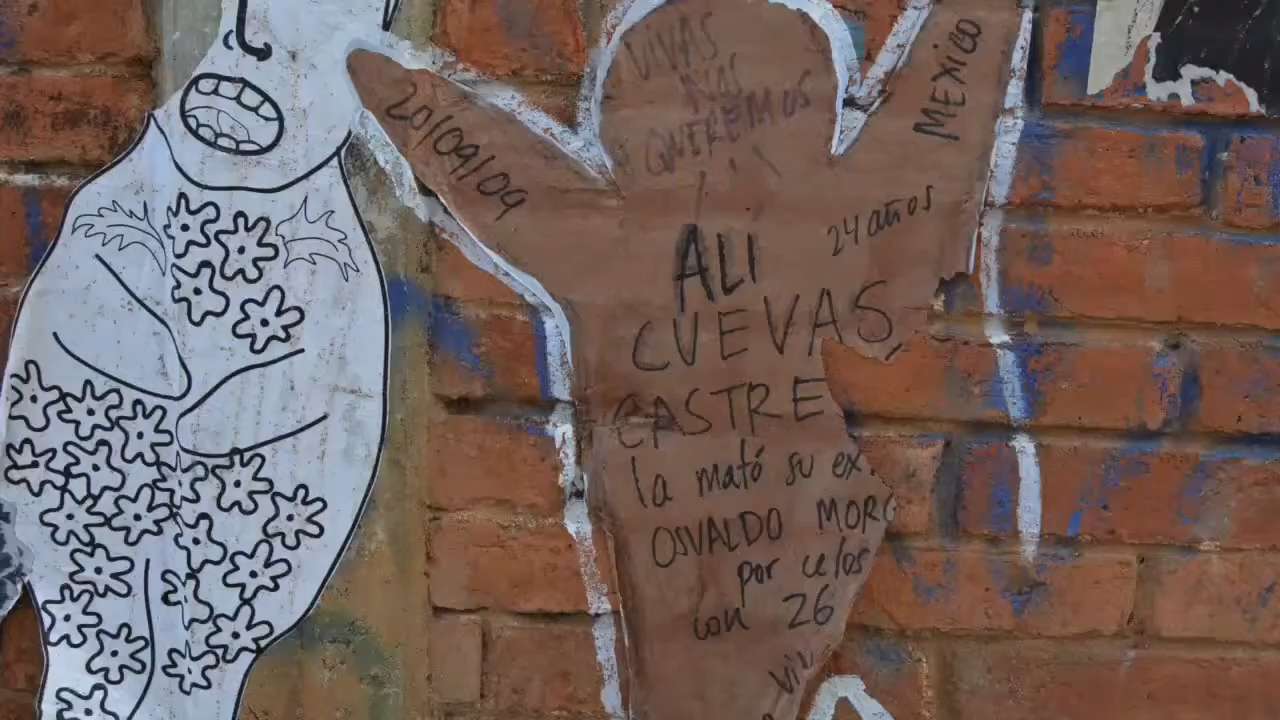 VIVAS
NOS
QUEREMOS
20/09/09
MEXICO
24 años
ALI
CUEVAS
CASTRE
la mató su ex
OSVALDO MORG
por celos
con 26